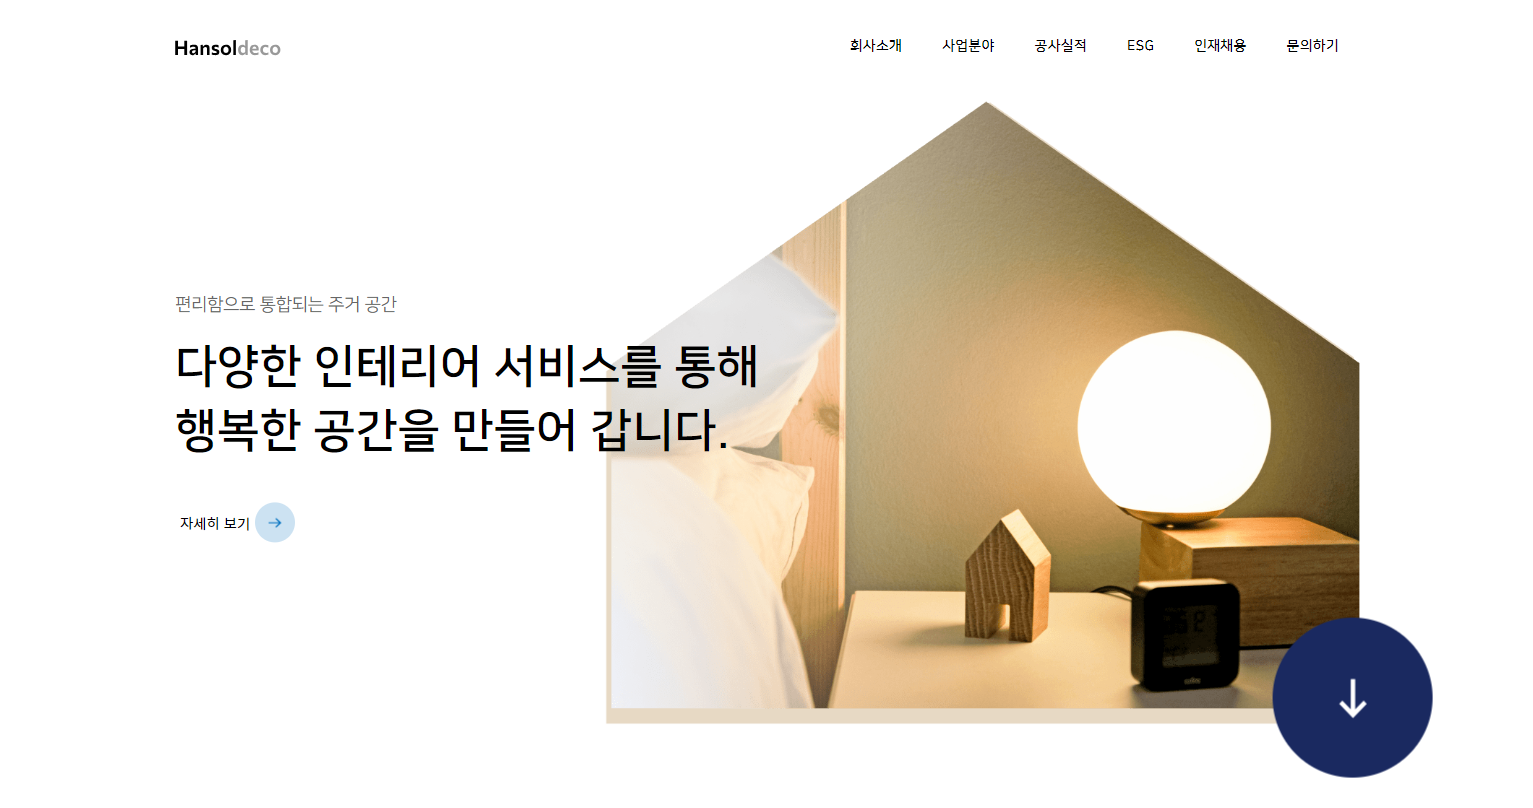 Hansoldeco
회사소개 사업분야 공사실적 ESG 인재채용 문의하기
편리함으로 통합되는 주거 공간
다양한 인테리어 서비스를 통해
행복한 공간을 만들어 갑니다.
자세히 보기